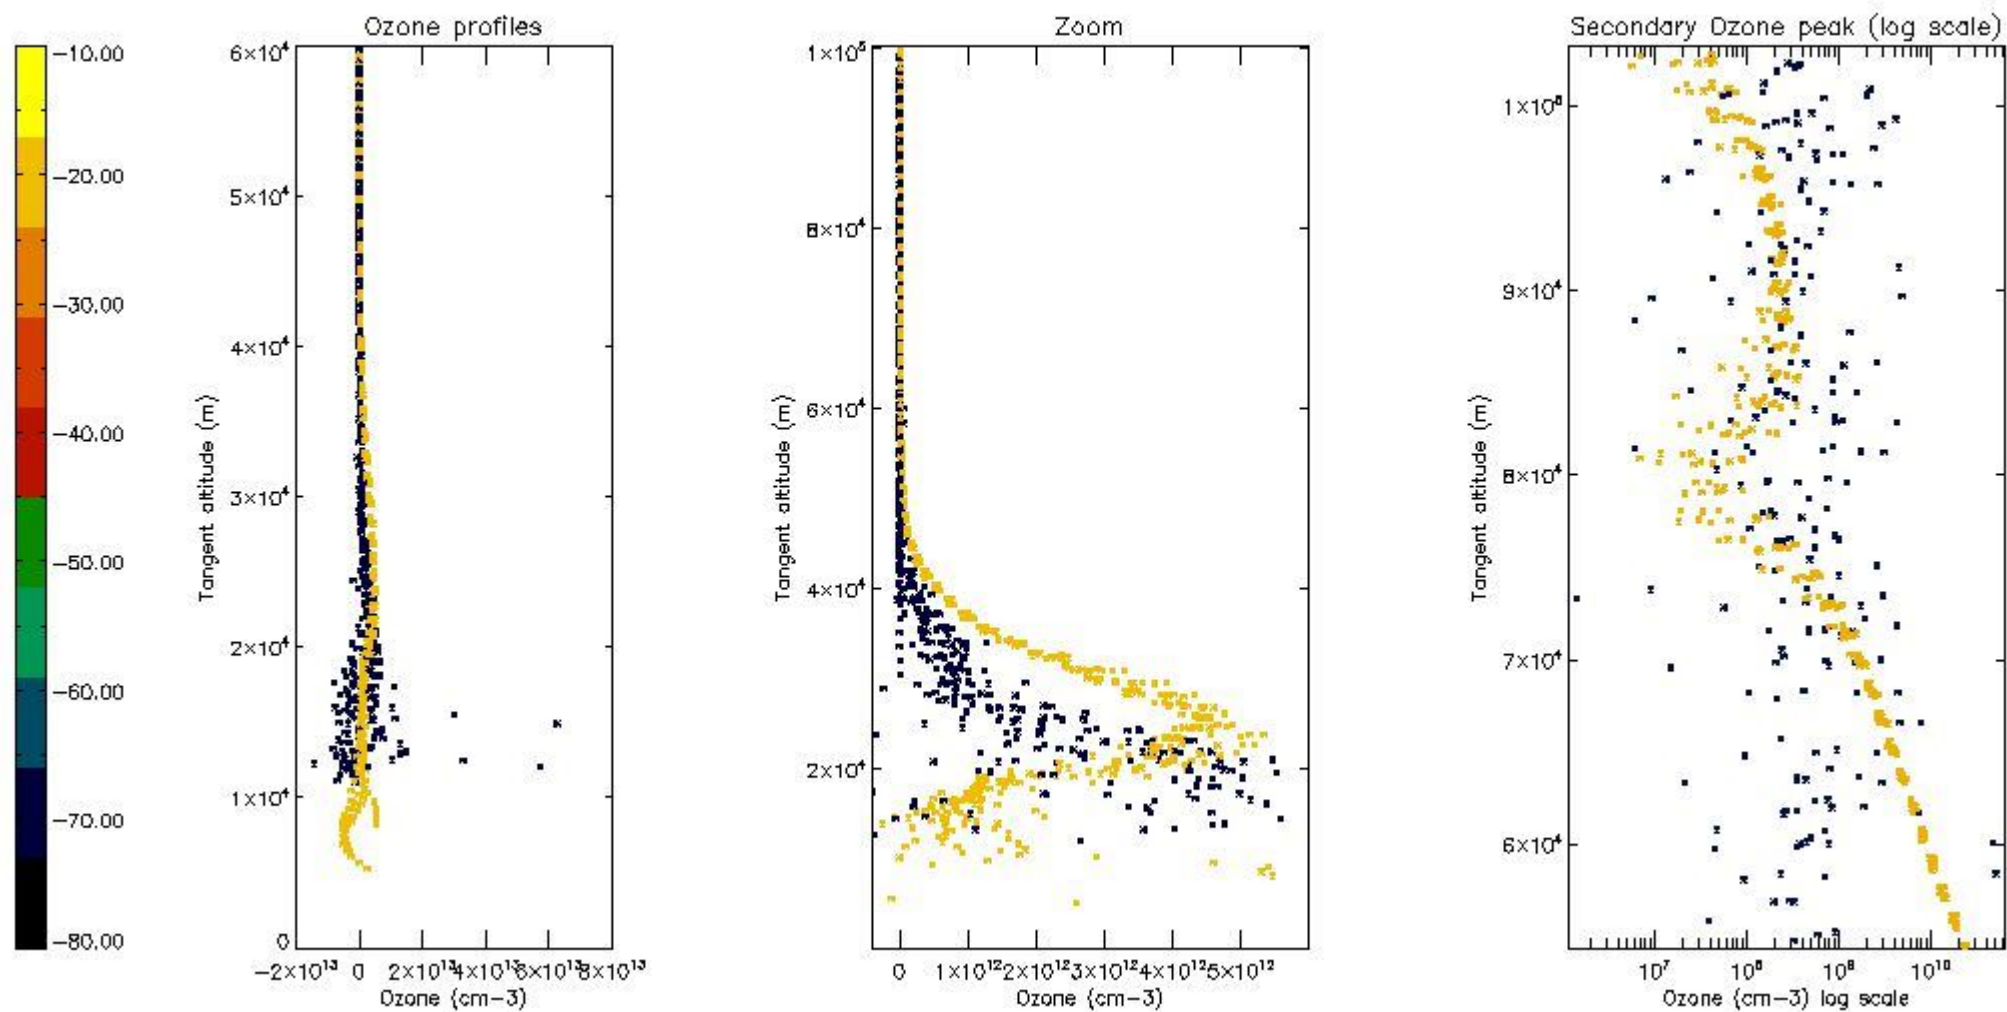 Ozone profiles
Zoom
Secondary Ozone peak (log scale)
−10.00
−20.00
−30.00
−40.00
−50.00
−60.00
−70.00
−80.00
Tangent altitude (m)
6×10⁴
5×10⁴
4×10⁴
3×10⁴
2×10⁴
1×10⁴
0
−2×10¹³ 0 2×10¹³ 4×10¹³ 6×10¹³ 8×10¹³
Ozone (cm−3)
Tangent altitude (m)
1×10⁵
8×10⁴
6×10⁴
4×10⁴
2×10⁴
0 1×10¹² 2×10¹² 3×10¹² 4×10¹² 5×10¹²
Ozone (cm−3)
Tangent altitude (m)
1×10⁵
9×10⁴
8×10⁴
7×10⁴
6×10⁴
10⁷ 10⁸ 10⁹ 10¹⁰
Ozone (cm−3) log scale